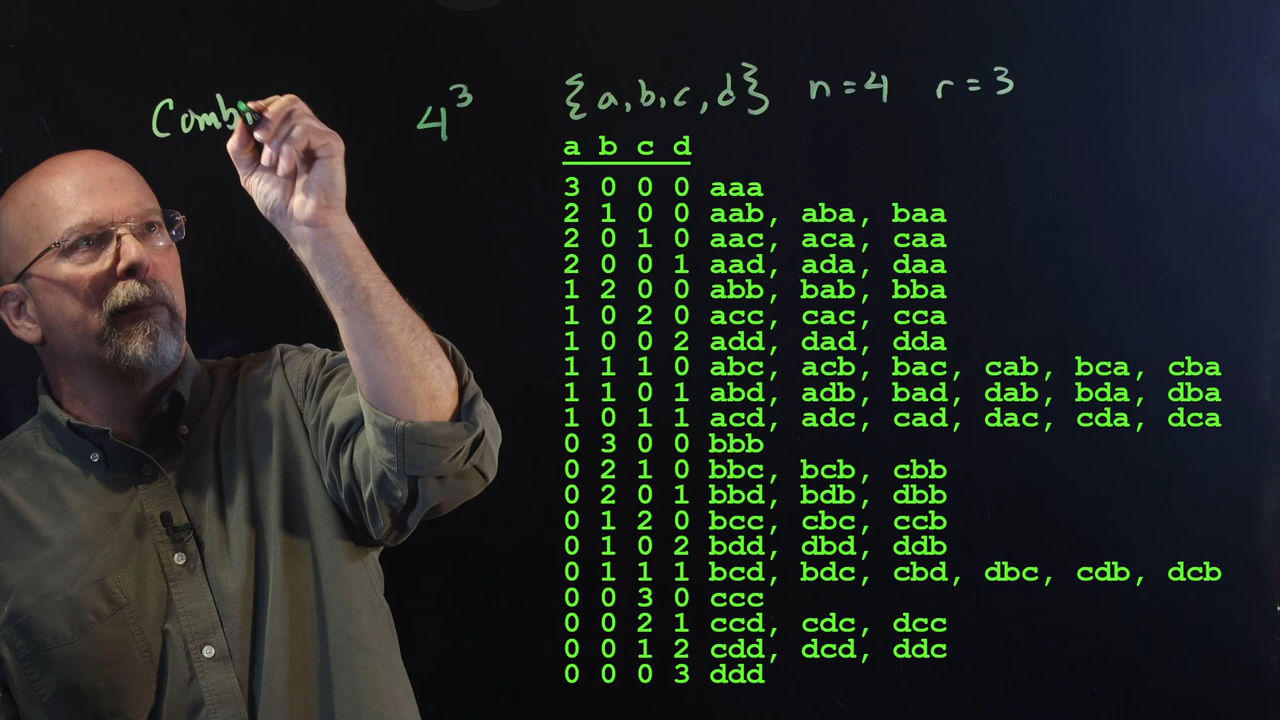 Combi 4³ {a,b,c,d} n=4 r=3
a b c d
3 0 0 0 aaa
2 1 0 0 aab, aba, baa
2 0 1 0 aac, aca, caa
2 0 0 1 aad, ada, daa
1 2 0 0 abb, bab, bba
1 0 2 0 acc, cac, cca
1 0 0 2 add, dad, dda
1 1 1 0 abc, acb, bac, cab, bca, cba
1 1 0 1 abd, adb, bad, dab, bda, dba
1 0 1 1 acd, adc, cad, dac, cda, dca
0 3 0 0 bbb
0 2 1 0 bbc, bcb, cbb
0 2 0 1 bbd, bdb, dbb
0 1 2 0 bcc, cbc, ccb
0 1 0 2 bdd, dbd, ddb
0 1 1 1 bcd, bdc, cbd, dbc, cdb, dcb
0 0 3 0 ccc
0 0 2 1 ccd, cdc, dcc
0 0 1 2 cdd, dcd, ddc
0 0 0 3 ddd